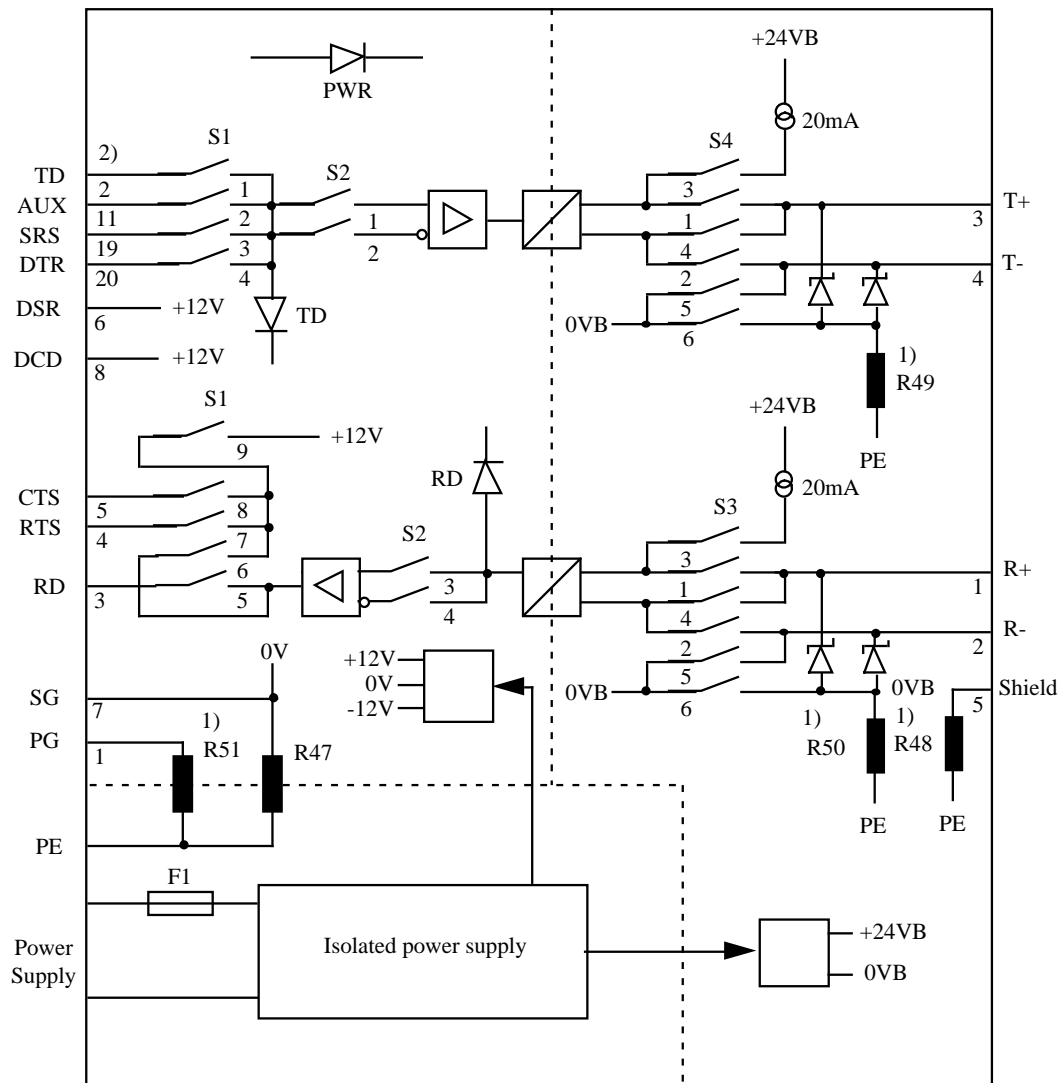 +24VB
PWR
20mA
S1
S4
2)
S2
TD
2
1
3
T+
AUX
11
2
1
1
3
SRS
19
3
2
4
T-
DTR
20
4
2
4
DSR
+12V
TD
5
6
0VB
6
DCD
+12V
8
1)
R49
S1
+24VB
+12V
9
PE
RD
20mA
CTS
5
8
S3
RTS
4
7
S2
3
R+
RD
6
3
1
1
3
5
4
4
R-
0V
+12V
2
2
0V
5
0VB
0VB
Shield
SG
-12V
6
5
7
1)
1)
1)
PG
R51
R47
R50
R48
1
PE
PE
PE
F1
Power
Supply
Isolated power supply
+24VB
0VB